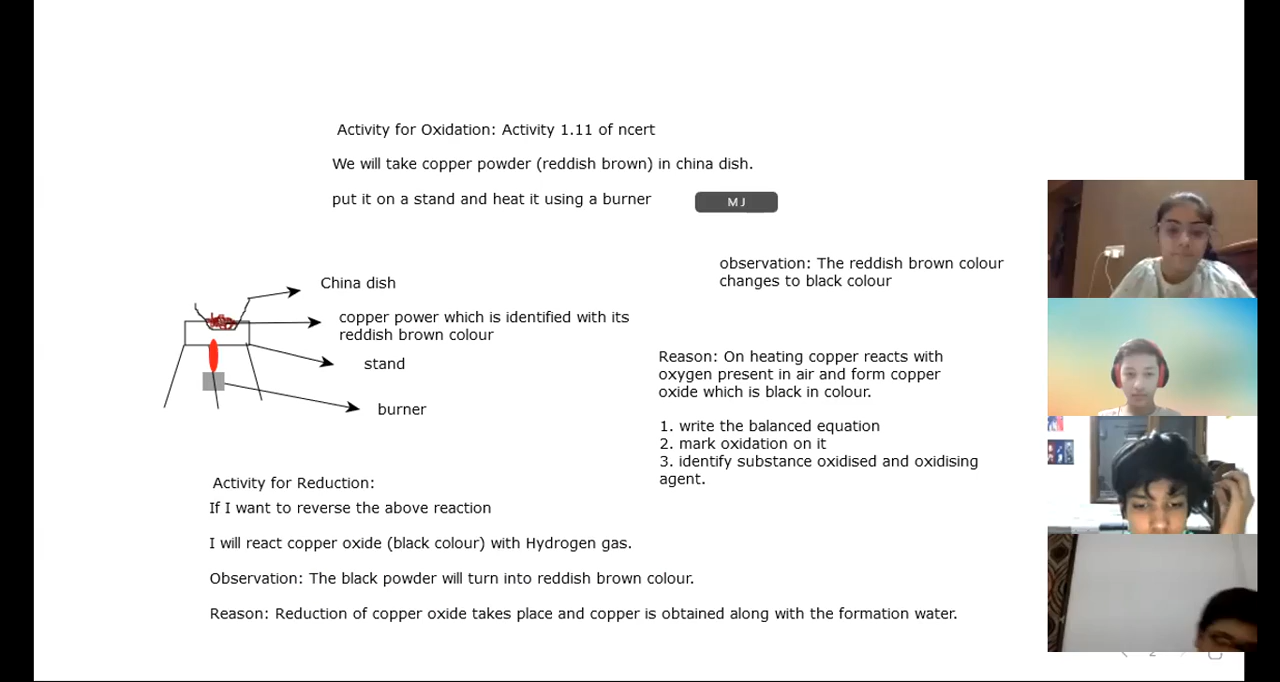 Activity for Oxidation: Activity 1.11 of ncert
We will take copper powder (reddish brown) in china dish.
put it on a stand and heat it using a burner
MJ
observation: The reddish brown colour
changes to black colour
China dish
copper power which is identified with its
reddish brown colour
stand
burner
Reason: On heating copper reacts with
oxygen present in air and form copper
oxide which is black in colour.
1. write the balanced equation
2. mark oxidation on it
3. identify substance oxidised and oxidising
agent.
Activity for Reduction:
If I want to reverse the above reaction
I will react copper oxide (black colour) with Hydrogen gas.
Observation: The black powder will turn into reddish brown colour.
Reason: Reduction of copper oxide takes place and copper is obtained along with the formation water.
2